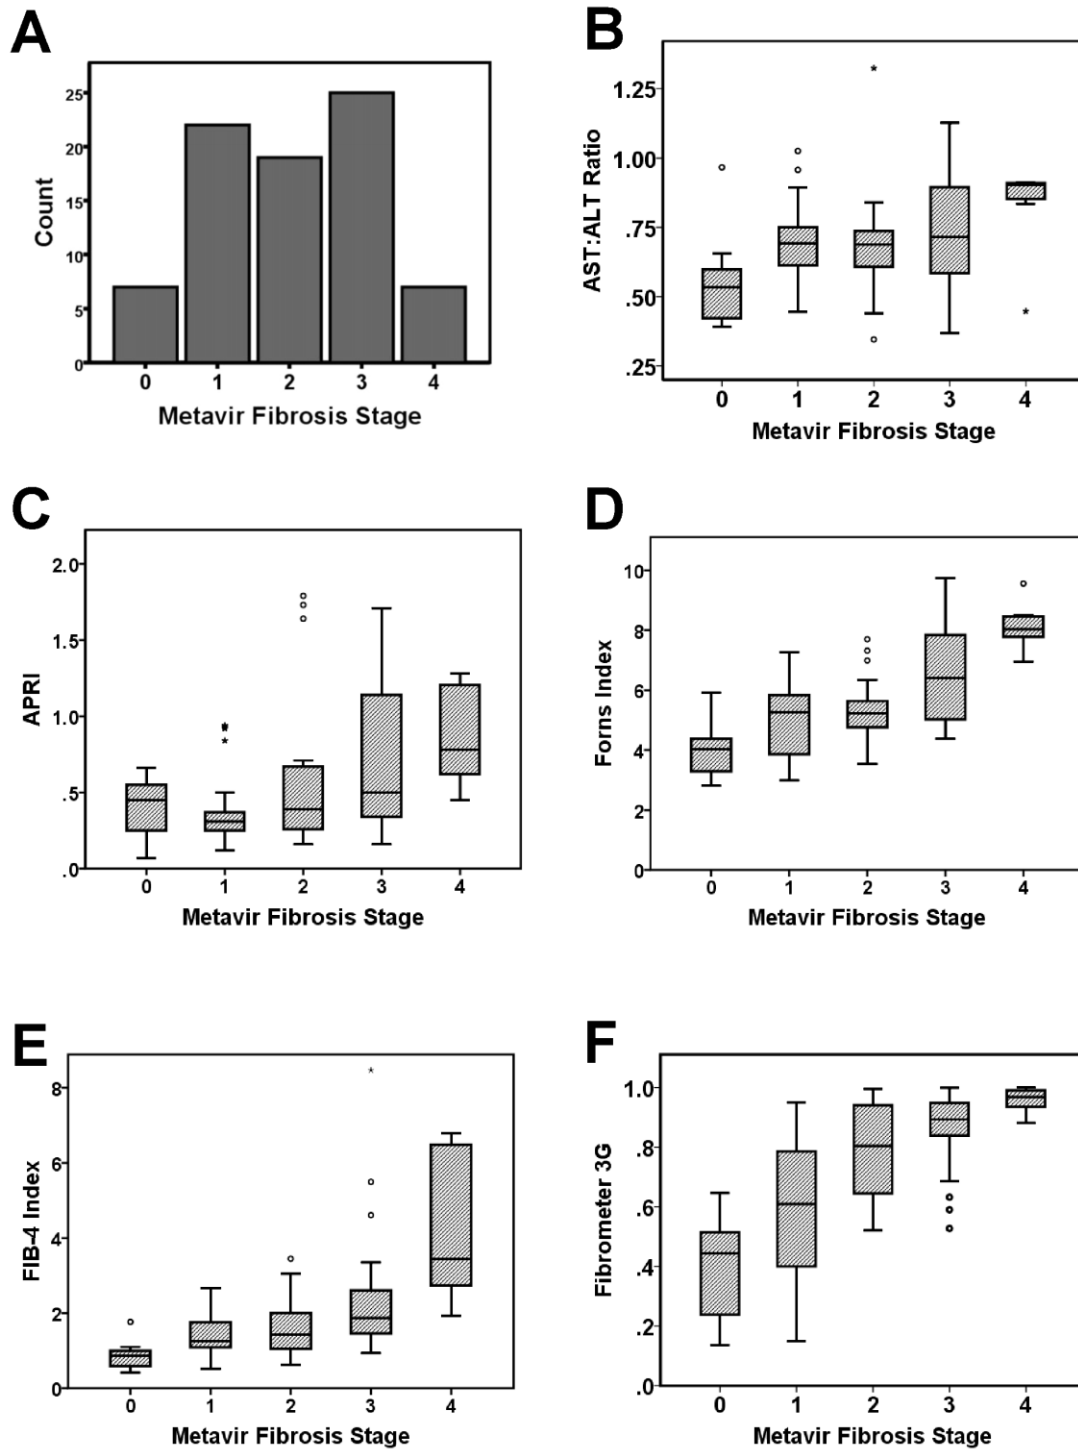 A
25
20
15
10
5
0
Count
0 1 2 3 4
Metavir Fibrosis Stage
B
1.25
1.00
.75
.50
.25
AST:ALT Ratio
0 1 2 3 4
Metavir Fibrosis Stage
C
2.0
1.5
1.0
.5
.0
APRI
0 1 2 3 4
Metavir Fibrosis Stage
D
10
8
6
4
2
0
Forns Index
0 1 2 3 4
Metavir Fibrosis Stage
E
8
6
4
2
0
FIB-4 Index
0 1 2 3 4
Metavir Fibrosis Stage
F
1.0
.8
.6
.4
.2
.0
Fibrometer 3G
0 1 2 3 4
Metavir Fibrosis Stage